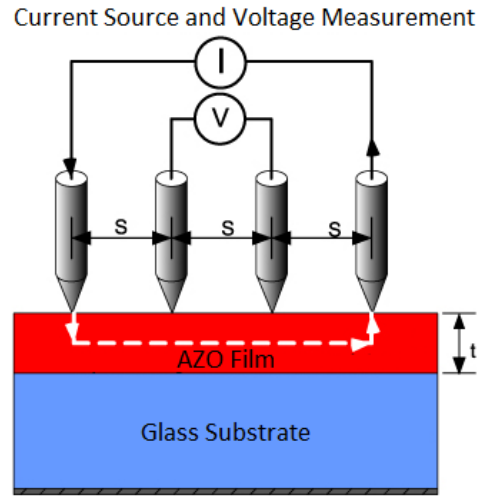 Current Source and Voltage Measurement
I
V
S
S
S
AZO Film
t
Glass Substrate